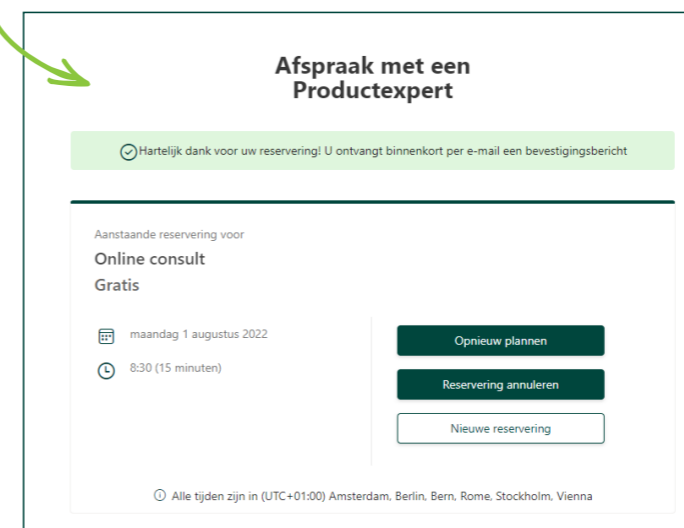 Afspraak met een
Productexpert
Hartelijk dank voor uw reservering! U ontvangt binnenkort per e-mail een bevestigingsbericht
Aanstaande reservering voor
Online consult
Gratis
maandag 1 augustus 2022
8:30 (15 minuten)
Opnieuw plannen
Reservering annuleren
Nieuwe reservering
Alle tijden zijn in (UTC+01:00) Amsterdam, Berlin, Bern, Rome, Stockholm, Vienna